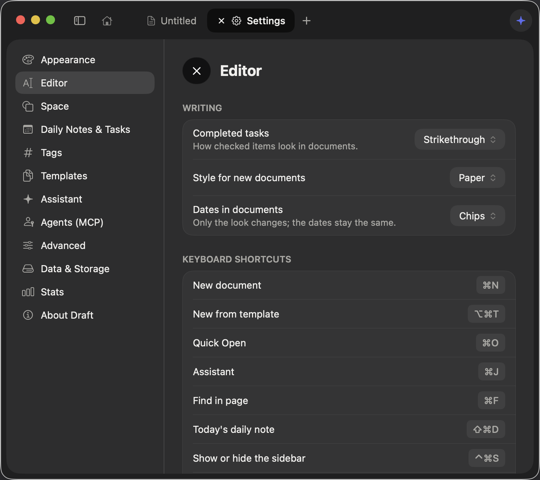 Untitled
Settings
Appearance
Editor
Space
Daily Notes & Tasks
Tags
Templates
Assistant
Agents (MCP)
Advanced
Data & Storage
Stats
About Draft
Editor
WRITING
Completed tasks
Strikethrough
How checked items look in documents.
Style for new documents
Paper
Dates in documents
Chips
Only the look changes; the dates stay the same.
KEYBOARD SHORTCUTS
New document
⌘N
New from template
⌥⌘T
Quick Open
⌘O
Assistant
⌘J
Find in page
⌘F
Today's daily note
⇧⌘D
Show or hide the sidebar
^⌘S